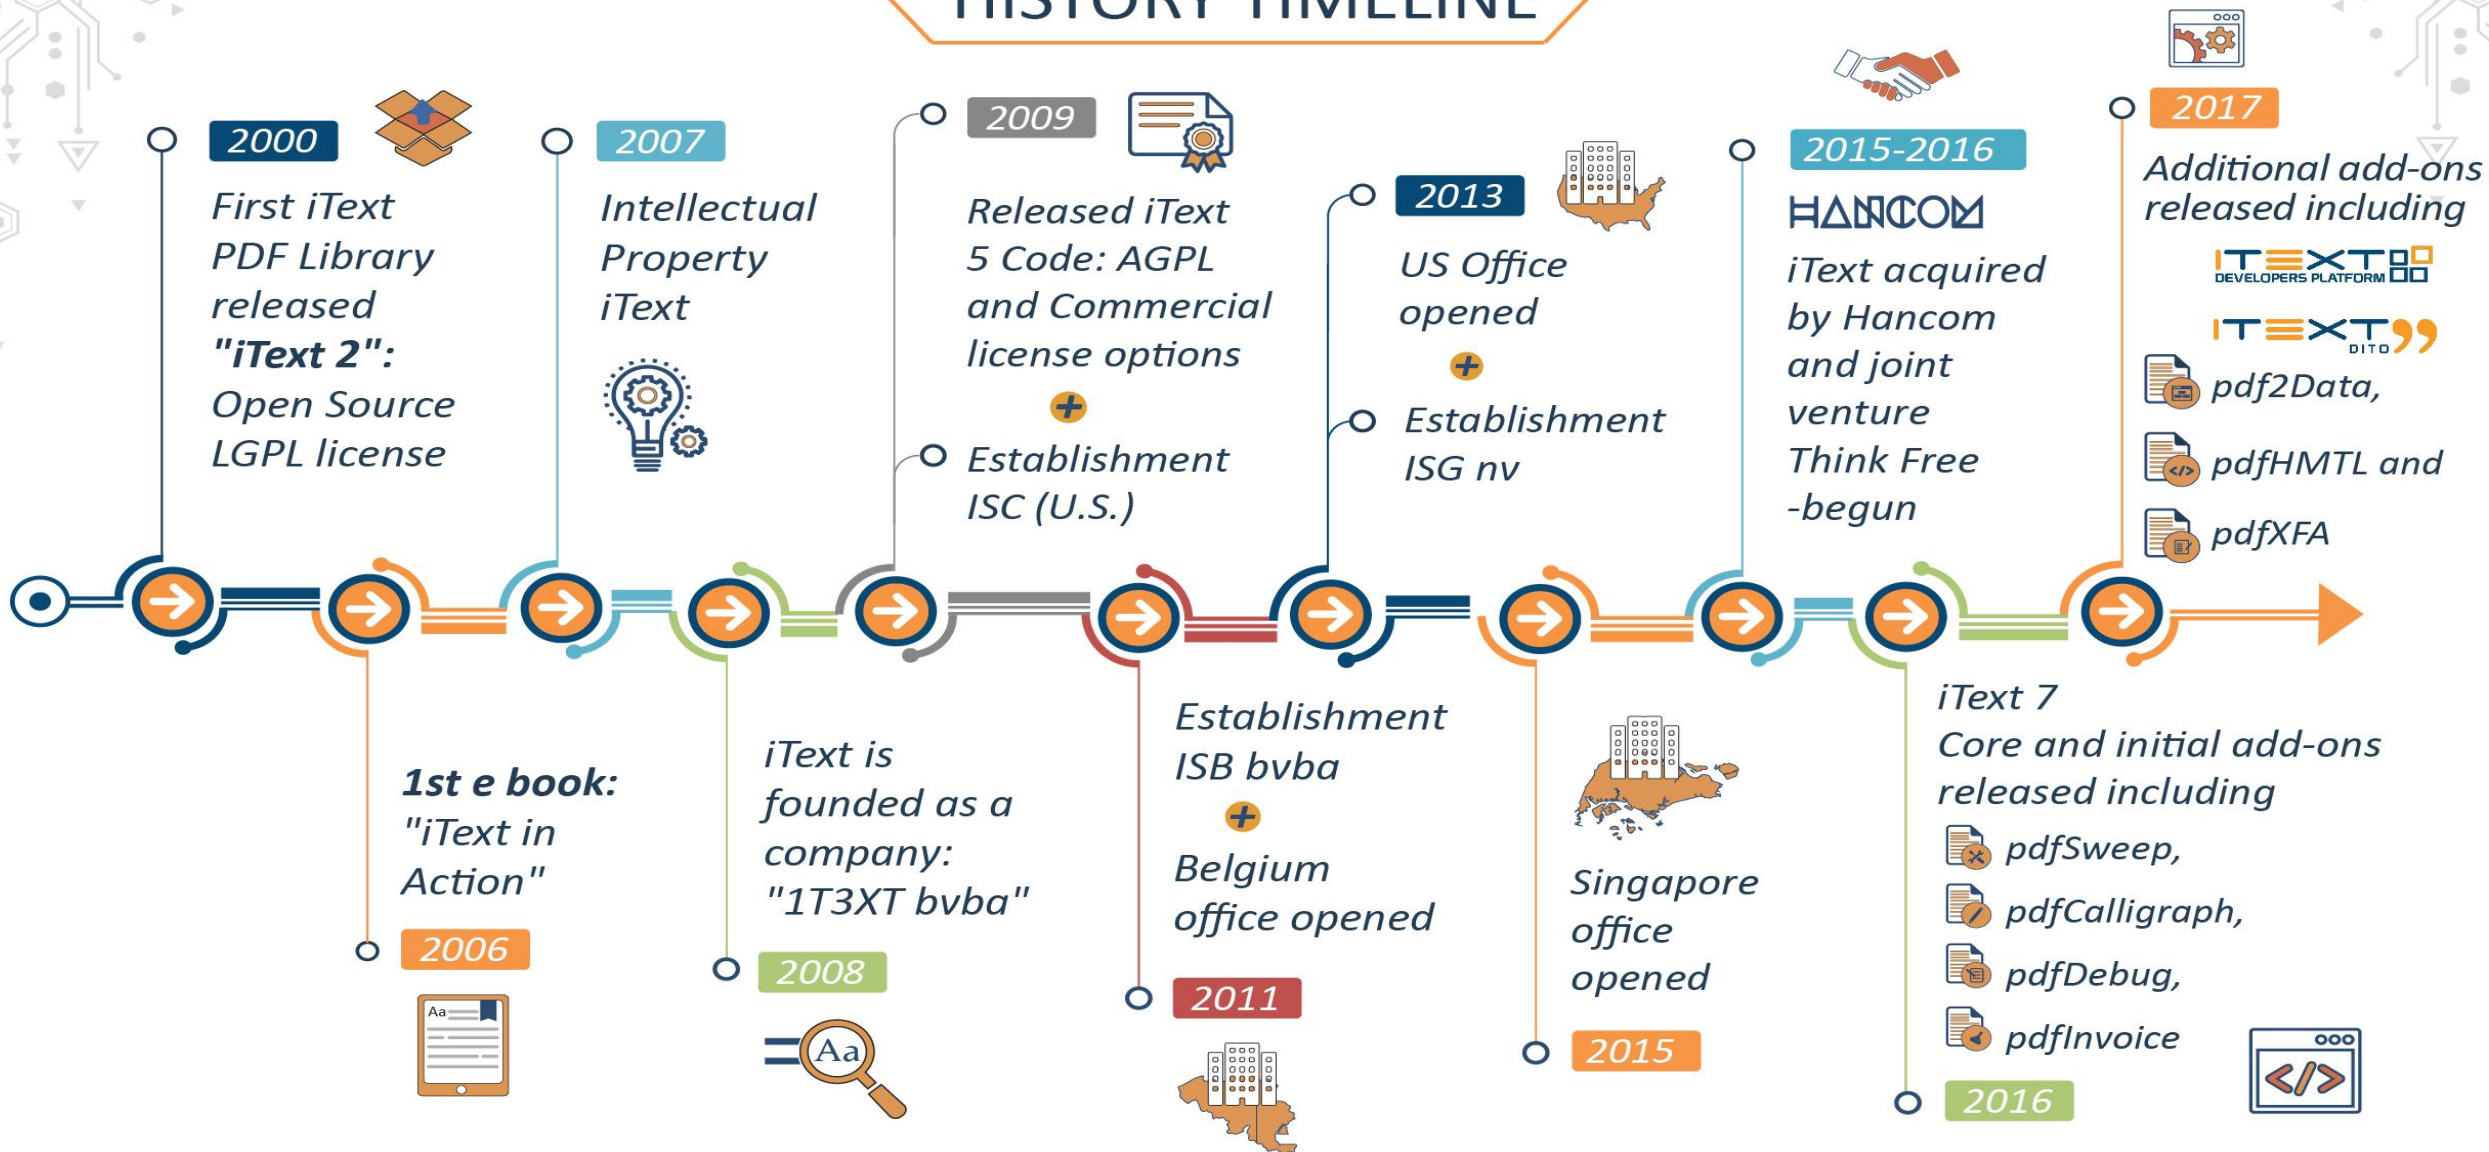 HISTORY TIMELINE
2000
First iText
PDF Library
released
"iText 2":
Open Source
LGPL license
1st e book:
"iText in
Action"
2006
Aa
2007
Intellectual
Property
iText
iText is
founded as a
company:
"1T3XT bvba"
2008
Aa
2009
Released iText
5 Code: AGPL
and Commercial
license options
+
Establishment
ISC (U.S.)
Establishment
ISB bvba
+
Belgium
office opened
2011
2013
US Office
opened
+
Establishment
ISG nv
Singapore
office
opened
2015
2015-2016
HANCOM
iText acquired
by Hancom
and joint
venture
Think Free
-begun
iText 7
Core and initial add-ons
released including
pdfSweep,
pdfCalligraph,
pdfDebug,
pdfInvoice
</>
2016
2017
Additional add-ons
released including
ITEXT
DEVELOPERS PLATFORM
ITEXT
DITO
pdf2Data,
</>
pdfHMTL and
pdfXFA